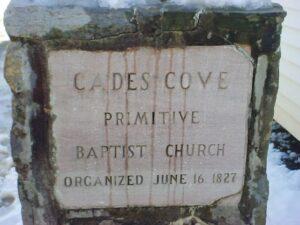 CADES COVE
PRIMITIVE
BAPTIST CHURCH
ORGANIZED JUNE 16 1827